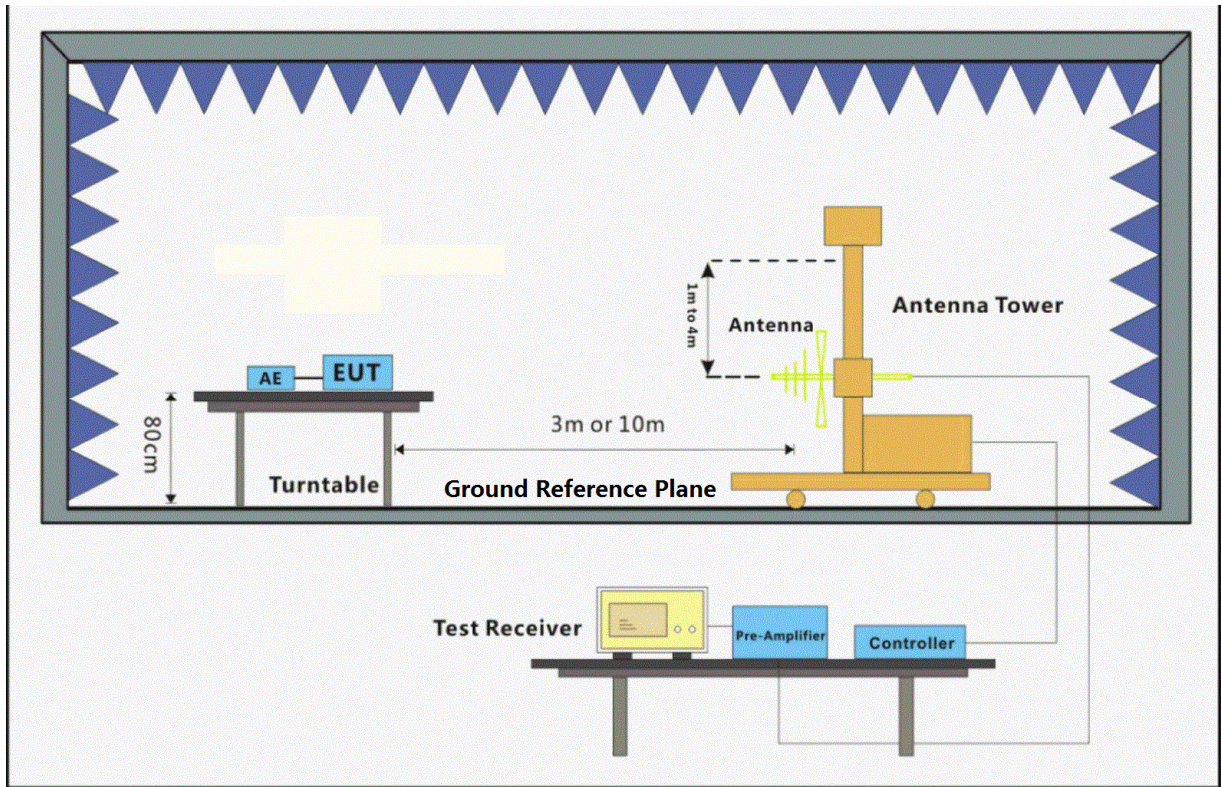 1m to 4m
Antenna
Antenna Tower
AE
EUT
80cm
3m or 10m
Turntable
Ground Reference Plane
Test Receiver
Pre-Amplifier
Controller